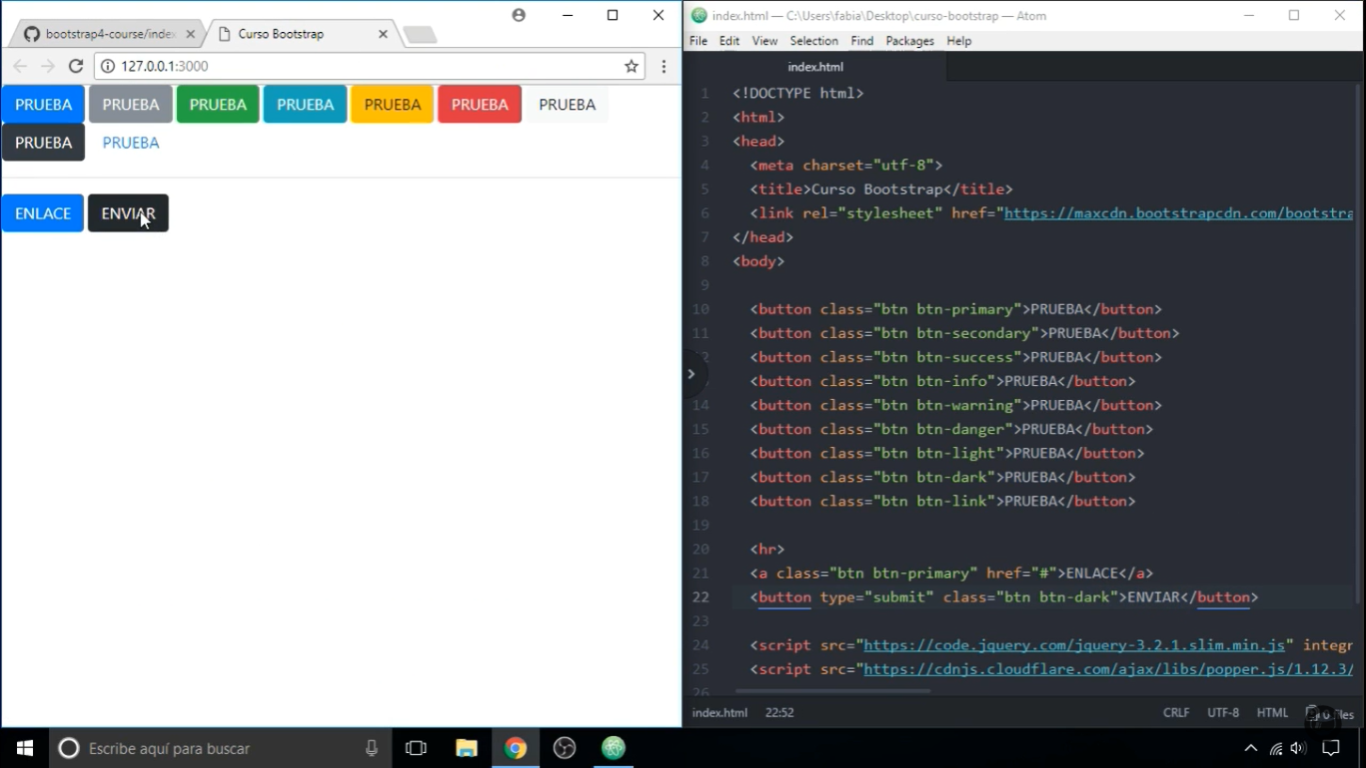 bootstrap4-course/index
Curso Bootstrap
127.0.0.1:3000
PRUEBA PRUEBA PRUEBA PRUEBA PRUEBA PRUEBA PRUEBA
PRUEBA PRUEBA
ENLACE ENVIAR
index.html — C:\Users\fabia\Desktop\curso-bootstrap — Atom
File Edit View Selection Find Packages Help
index.html
1 <!DOCTYPE html>
2 <html>
3 <head>
4 <meta charset="utf-8">
5 <title>Curso Bootstrap</title>
6 <link rel="stylesheet" href="https://maxcdn.bootstrapcdn.com/bootstra
7 </head>
8 <body>
9
10 <button class="btn btn-primary">PRUEBA</button>
11 <button class="btn btn-secondary">PRUEBA</button>
<button class="btn btn-success">PRUEBA</button>
<button class="btn btn-info">PRUEBA</button>
14 <button class="btn btn-warning">PRUEBA</button>
15 <button class="btn btn-danger">PRUEBA</button>
16 <button class="btn btn-light">PRUEBA</button>
17 <button class="btn btn-dark">PRUEBA</button>
18 <button class="btn btn-link">PRUEBA</button>
19
20 <hr>
21 <a class="btn btn-primary" href="#">ENLACE</a>
22 <button type="submit" class="btn btn-dark">ENVIAR</button>
23
24 <script src="https://code.jquery.com/jquery-3.2.1.slim.min.js" integr
25 <script src="https://cdnjs.cloudflare.com/ajax/libs/popper.js/1.12.3/
26
index.html 22:52 CRLF UTF-8 HTML
Escribe aquí para buscar